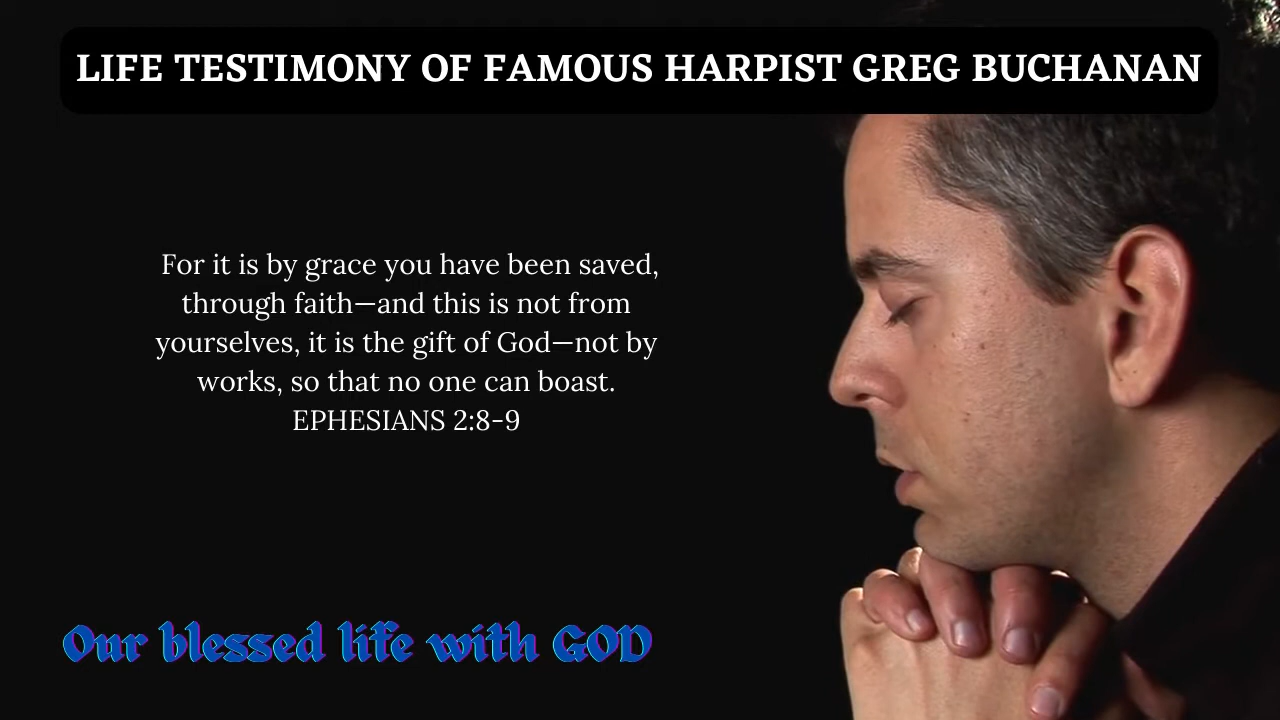 LIFE TESTIMONY OF FAMOUS HARPIST GREG BUCHANAN
For it is by grace you have been saved,
through faith—and this is not from
yourselves, it is the gift of God—not by
works, so that no one can boast.
EPHESIANS 2:8-9
Our blessed life with GOD